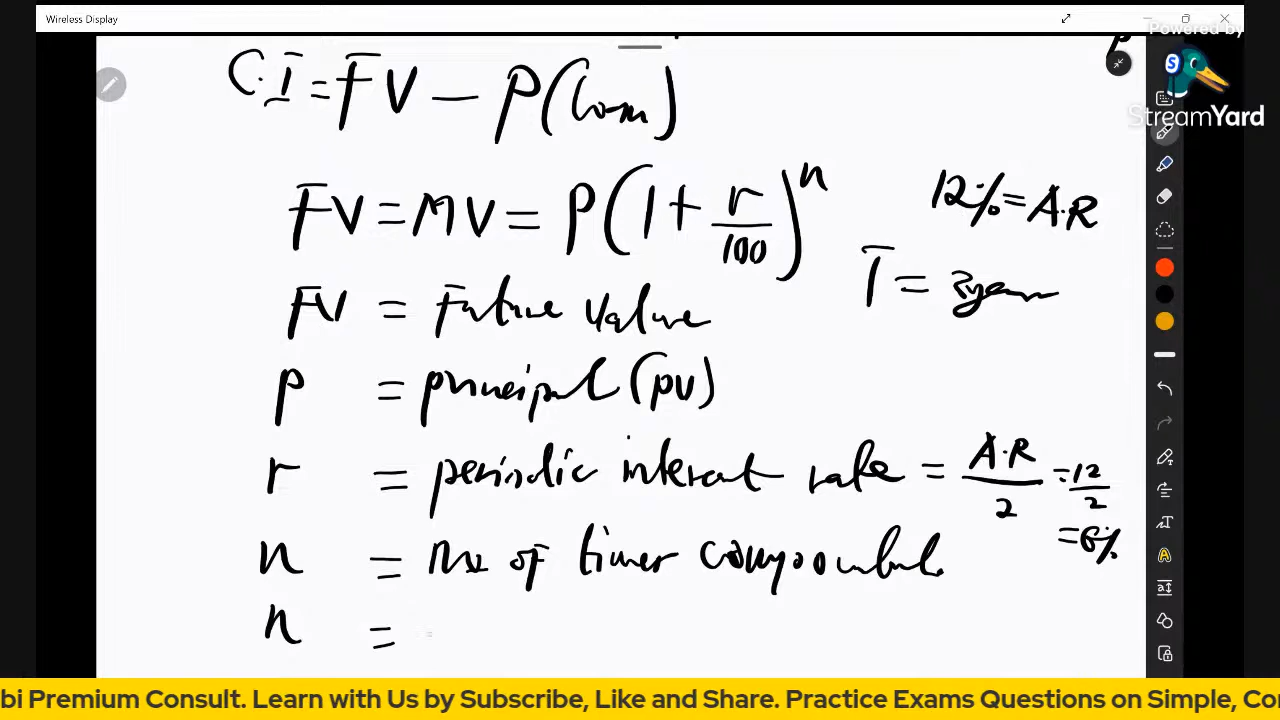 Wireless Display
Powered by
StreamYard
C.I = FV - P(Loan)
FV = MV = P(1 + r/100)^n
12% = A.R
T = 3years
FV = Future Value
P = principal (PV)
r = periodic interest rate = A.R/2 = 12/2
= 6%
n = no of times compounded.
n =
bi Premium Consult. Learn with Us by Subscribe, Like and Share. Practice Exams Questions on Simple, Co